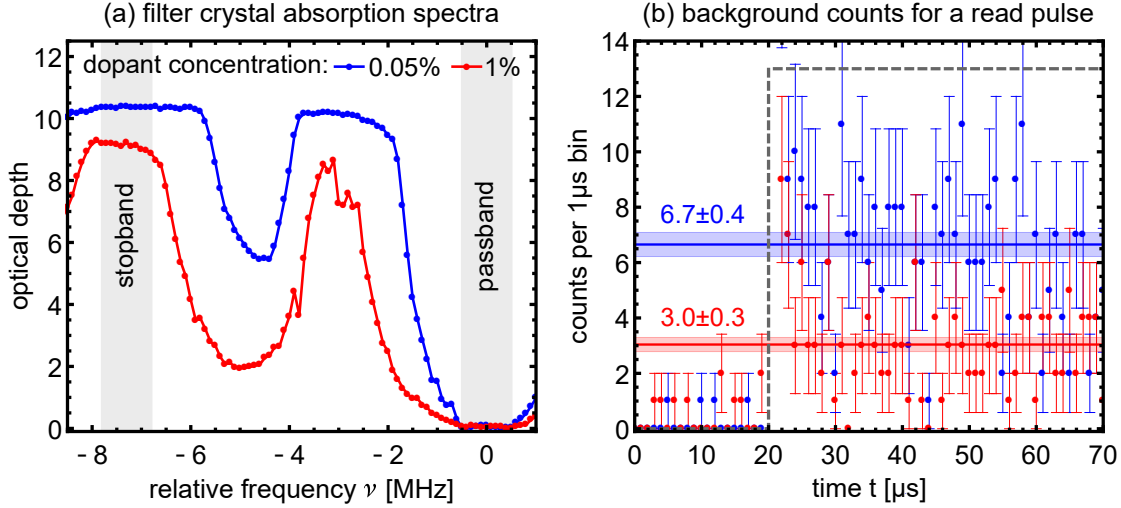 (a) filter crystal absorption spectra
dopant concentration: 0.05% 1%
12
10
8
6
4
2
0
optical depth
stopband
passband
-8 -6 -4 -2 0
relative frequency ν [MHz]
(b) background counts for a read pulse
14
12
10
8
6
4
2
0
counts per 1μs bin
6.7±0.4
3.0±0.3
0 10 20 30 40 50 60 70
time t [μs]